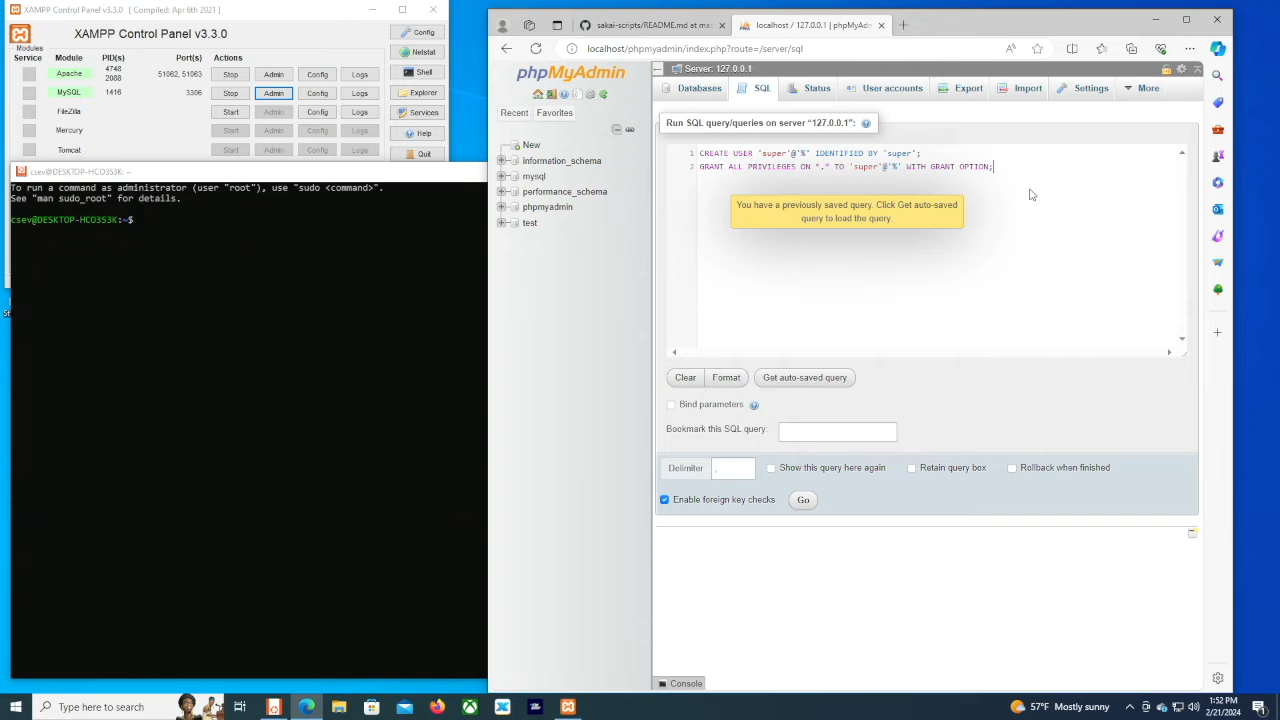 XAMPP Control Panel v3.3.0 [ Compiled: Apr 6th 2021 ]
XAMPP Control Panel v3.3.0
Config
Modules
Service
Module
PID(s)
Port(s)
Actions
Netstat
Apache
4748
2088
51062, 51063
Stop
Admin
Config
Logs
Shell
MySQL
1416
3306
Stop
Admin
Config
Logs
Explorer
FileZilla
Start
Admin
Config
Logs
Services
Mercury
Start
Admin
Config
Logs
Help
Tomcat
Start
Admin
Config
Logs
Quit
csev@DESKTOP-HCO3S3K: ~
To run a command as administrator (user "root"), use "sudo <command>".
See "man sudo_root" for details.
csev@DESKTOP-HCO3S3K:~$
sakai-scripts/README.md at ma
localhost / 127.0.0.1 | phpMyAdm
localhost/phpmyadmin/index.php?route=/server/sql
phpMyAdmin
Recent
Favorites
New
information_schema
mysql
performance_schema
phpmyadmin
test
Server: 127.0.0.1
Databases
SQL
Status
User accounts
Export
Import
Settings
More
Run SQL query/queries on server “127.0.0.1”:
1 CREATE USER 'super'@'%' IDENTIFIED BY 'super';
2 GRANT ALL PRIVILEGES ON *.* TO 'super'@'%' WITH GRANT OPTION;
You have a previously saved query. Click Get auto-saved
query to load the query.
Clear
Format
Get auto-saved query
Bind parameters
Bookmark this SQL query:
Delimiter
;
Show this query here again
Retain query box
Rollback when finished
Enable foreign key checks
Go
Console
Type here to search
57°F Mostly sunny
1:52 PM
2/21/2024